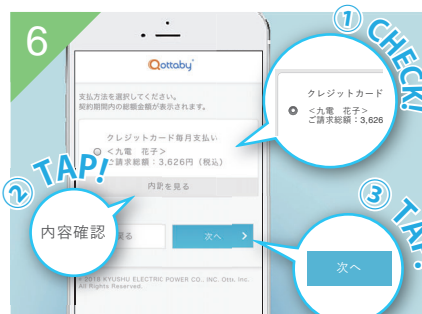 6
Qottaby
支払方法を選択してください。
契約期間内の総額金額が表示されます。
クレジットカード毎月支払い
<九電 花子>
ご請求総額:3,626円(税込)
内訳を見る
戻る
次へ
© 2018 KYUSHU ELECTRIC POWER CO., INC. Otta, Inc.
All Rights Reserved.
① CHECK!
クレジットカード
<九電 花子>
ご請求総額:3,626
② TAP!
内容確認
③ TAP!
次へ